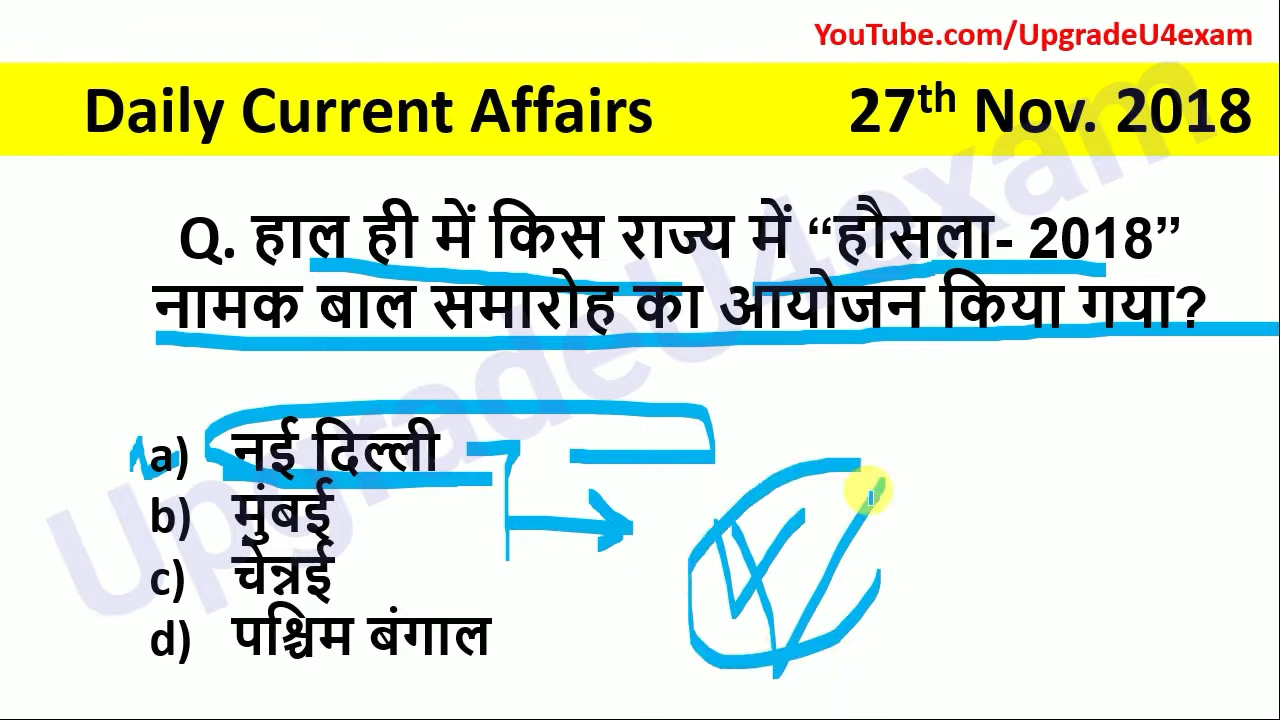 YouTube.com/UpgradeU4exam
Daily Current Affairs 27th Nov. 2018
Q. हाल ही में किस राज्य में “हौसला- 2018”
नामक बाल समारोह का आयोजन किया गया?
a) नई दिल्ली
b) मुंबई
c) चेन्नई
d) पश्चिम बंगाल
UpgradeU4exam